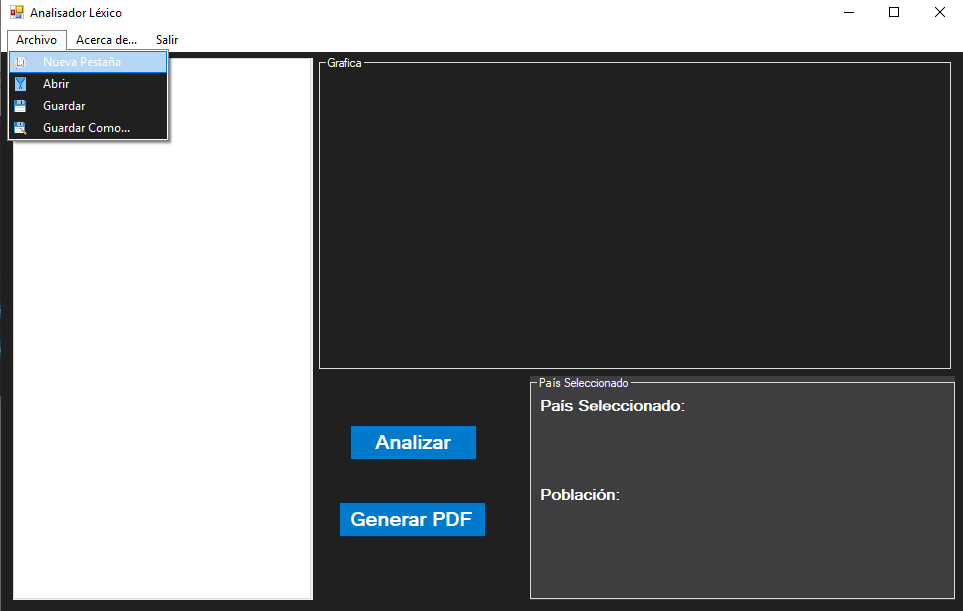 Analisador Léxico
Archivo Acerca de... Salir
Nueva Pestaña
Abrir
Guardar
Guardar Como...
Grafica
País Seleccionado
País Seleccionado:
Analizar
Población:
Generar PDF